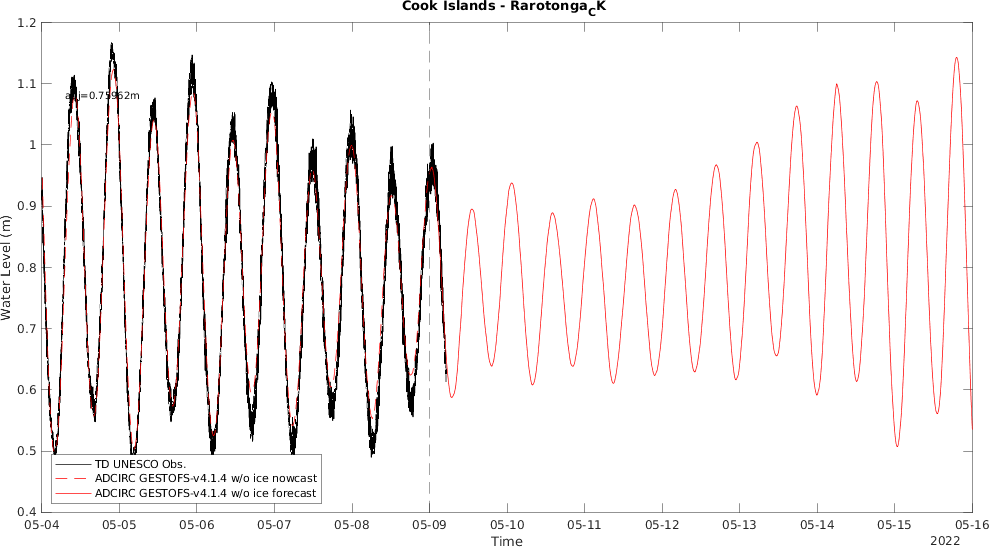 Cook Islands - Rarotonga_CK
1.2
1.1
1
0.9
0.8
0.7
0.6
0.5
0.4
Water Level (m)
adj=0.75962m
TD UNESCO Obs.
ADCIRC GESTOFS-v4.1.4 w/o ice nowcast
ADCIRC GESTOFS-v4.1.4 w/o ice forecast
05-04 05-05 05-06 05-07 05-08 05-09 05-10 05-11 05-12 05-13 05-14 05-15 05-16
Time
2022